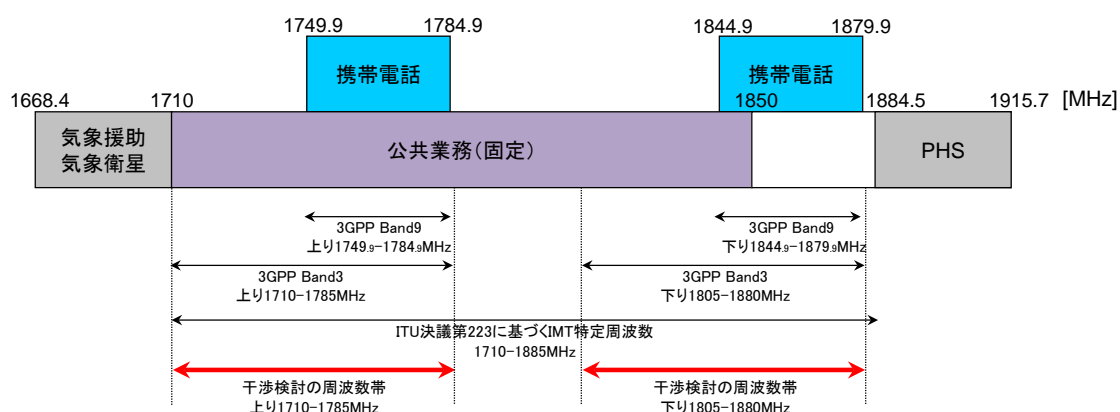 1749.9 1784.9 1844.9 1879.9
携帯電話 携帯電話
1668.4 1710 1850 1884.5 1915.7 [MHz]
気象援助
気象衛星
公共業務(固定)
PHS
3GPP Band9
上り1749.9-1784.9MHz
3GPP Band9
下り1844.9-1879.9MHz
3GPP Band3
上り1710-1785MHz
3GPP Band3
下り1805-1880MHz
ITU決議第223に基づくIMT特定周波数
1710-1885MHz
干渉検討の周波数帯
上り1710-1785MHz
干渉検討の周波数帯
下り1805-1880MHz